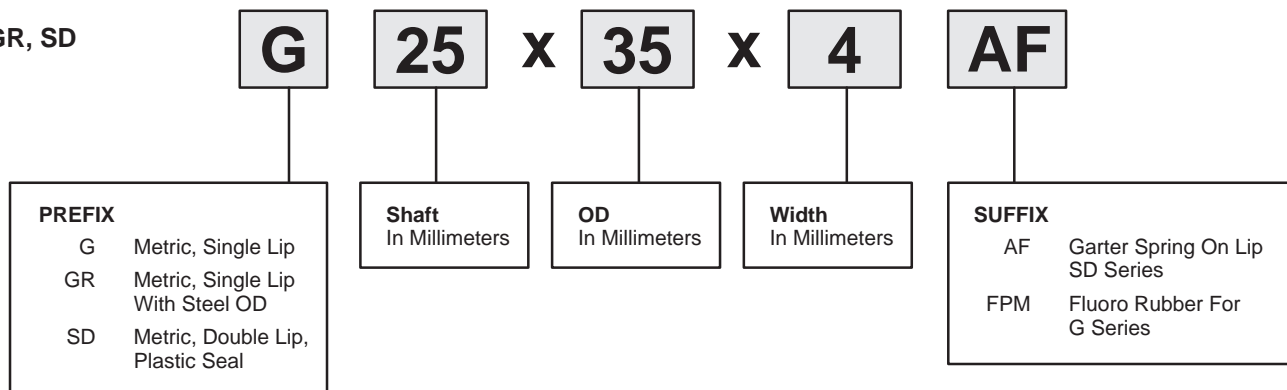 GR, SD
G 25 x 35 x 4 AF
PREFIX
G Metric, Single Lip
GR Metric, Single Lip
With Steel OD
SD Metric, Double Lip,
Plastic Seal
Shaft
In Millimeters
OD
In Millimeters
Width
In Millimeters
SUFFIX
AF Garter Spring On Lip
SD Series
FPM Fluoro Rubber For
G Series